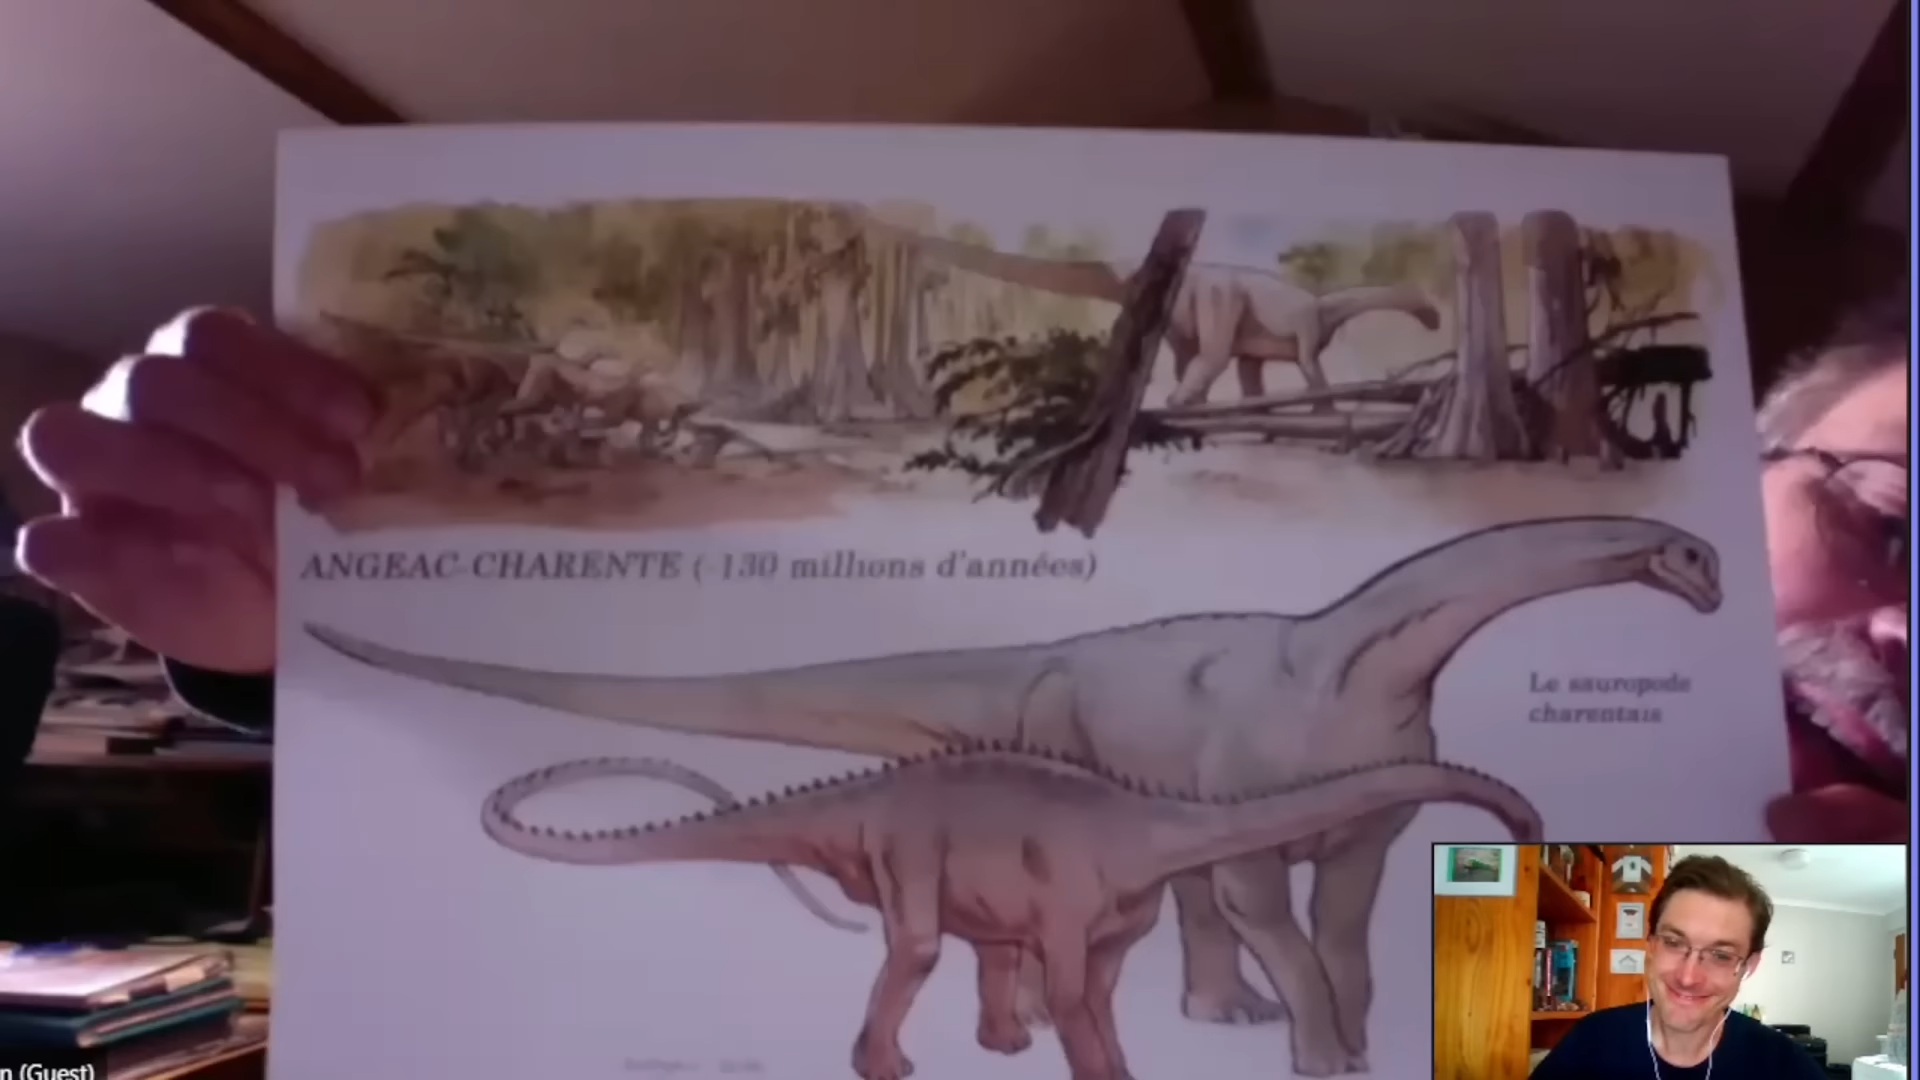 ANGEAC-CHARENTE (-130 millions d'années)
Le sauropode
charentais
n (Guest)